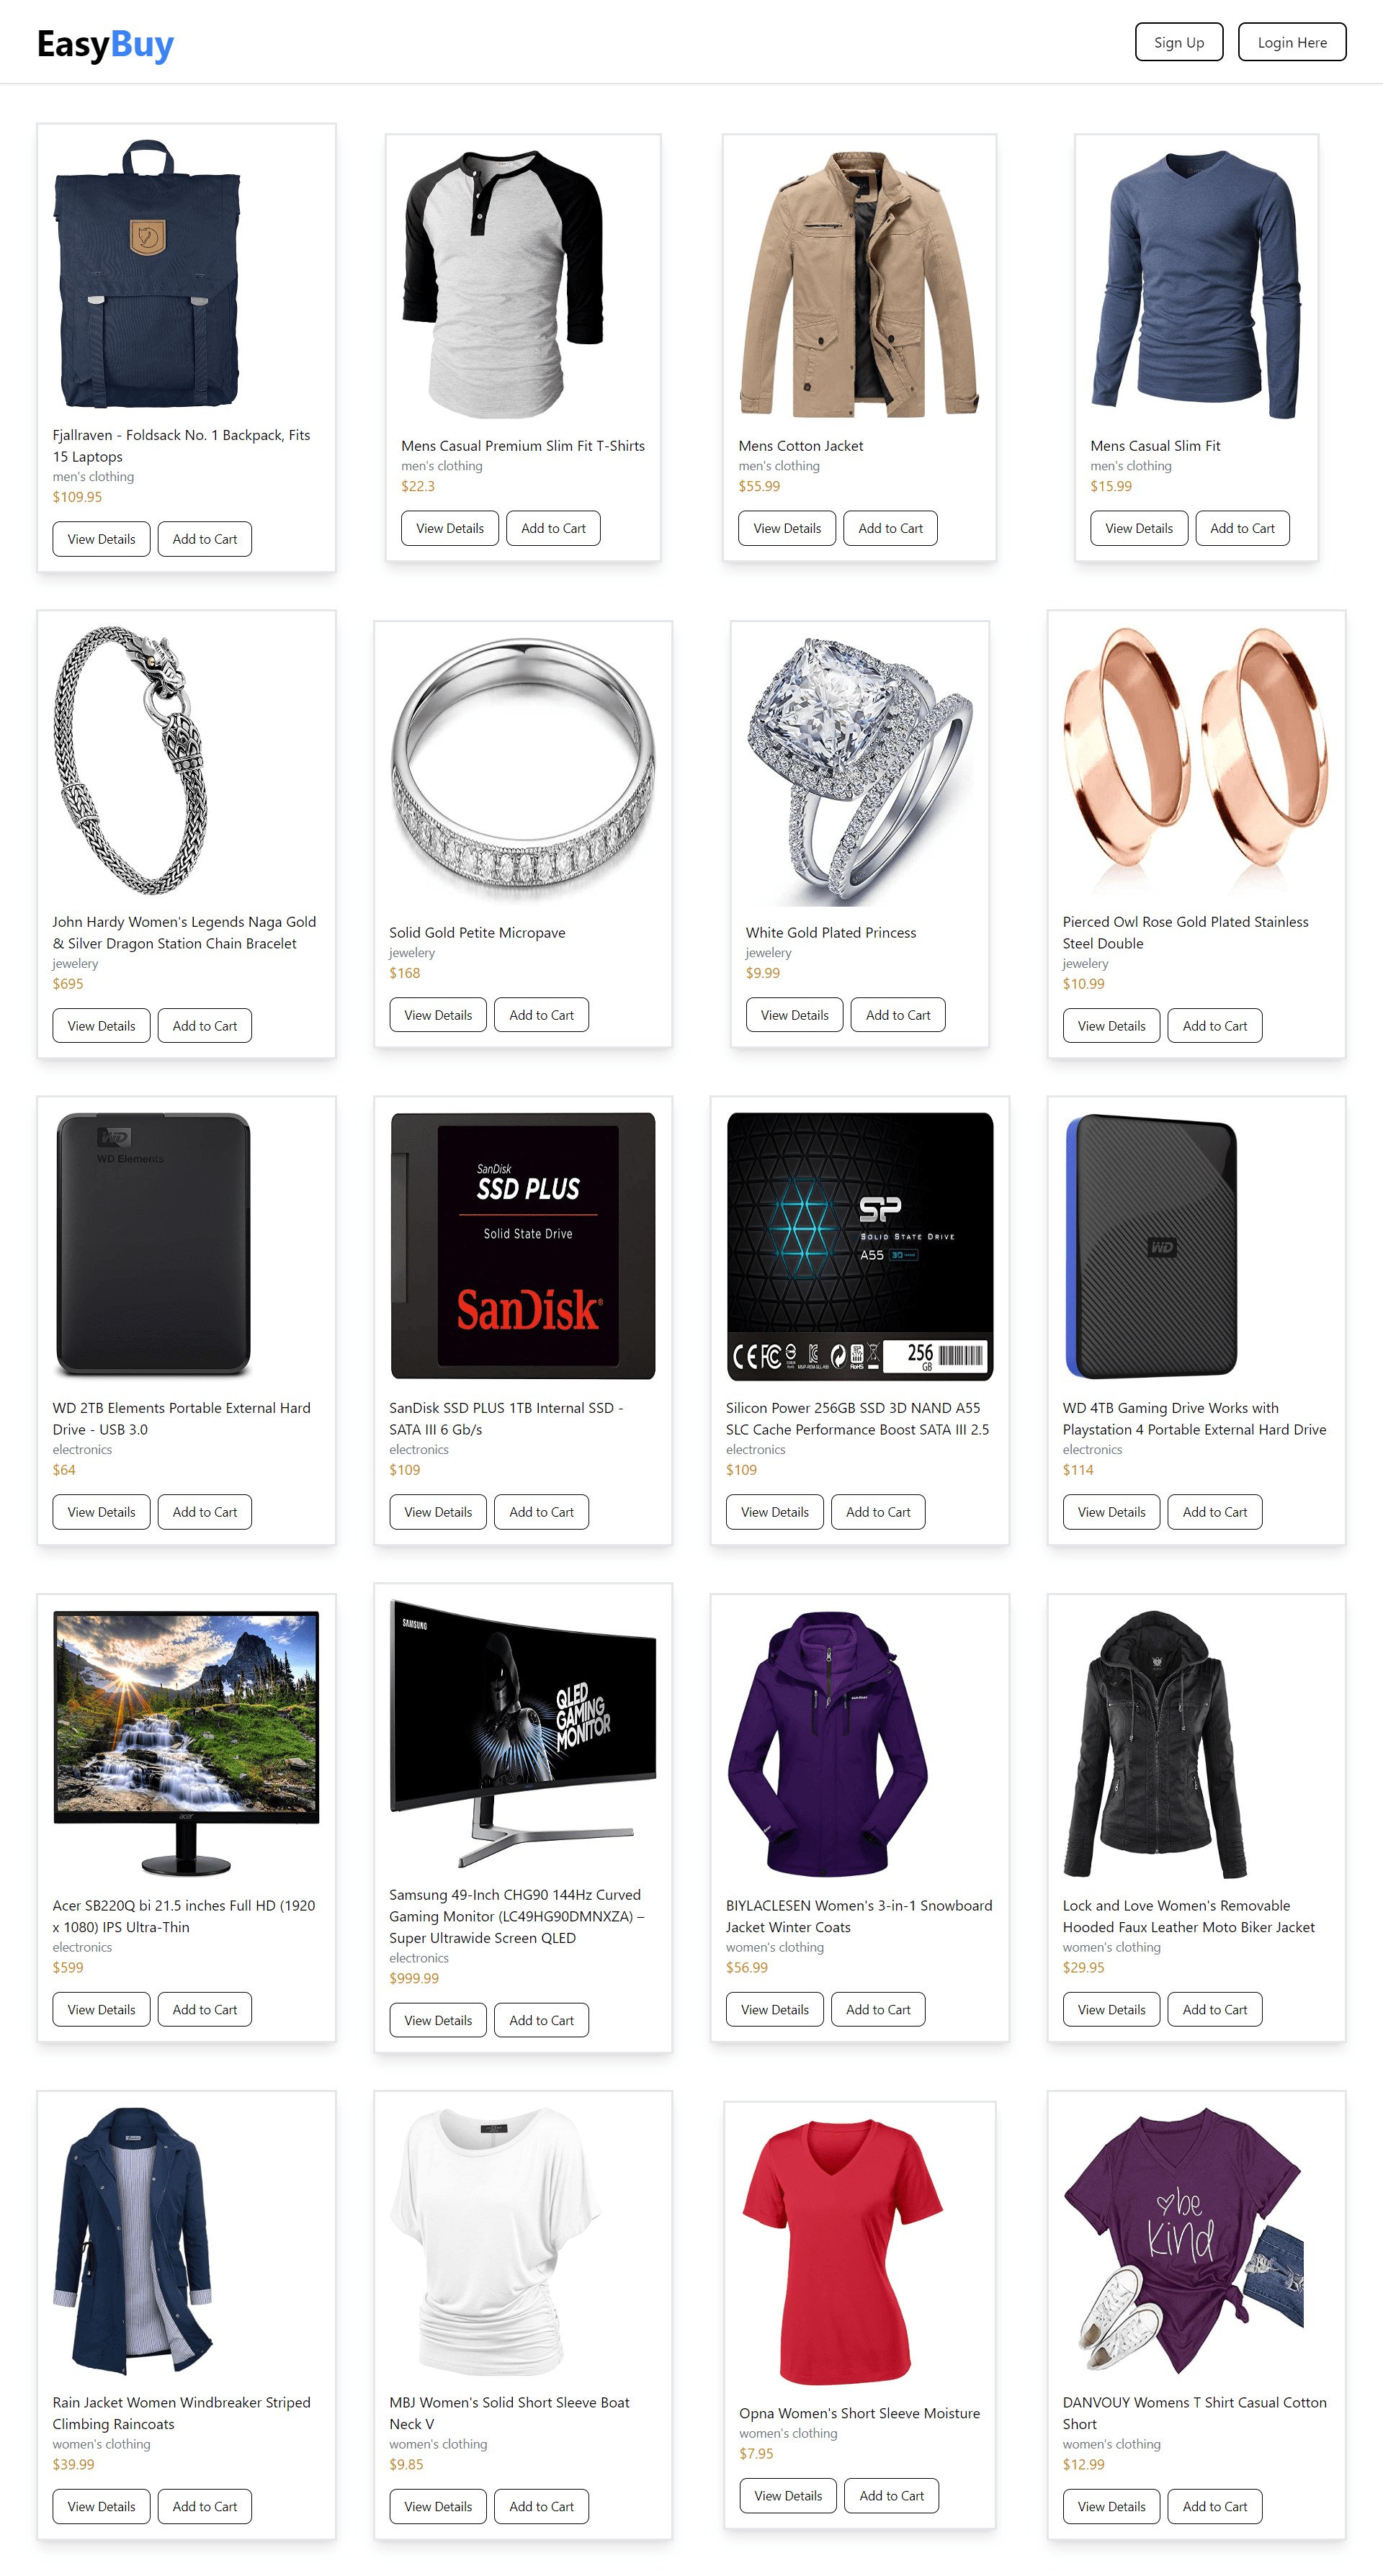 EasyBuy
Sign Up
Login Here
Fjallraven - Foldsack No. 1 Backpack, Fits
15 Laptops
men's clothing
$109.95
View Details
Add to Cart
Mens Casual Premium Slim Fit T-Shirts
men's clothing
$22.3
View Details
Add to Cart
Mens Cotton Jacket
men's clothing
$55.99
View Details
Add to Cart
Mens Casual Slim Fit
men's clothing
$15.99
View Details
Add to Cart
John Hardy Women's Legends Naga Gold
& Silver Dragon Station Chain Bracelet
jewelery
$695
View Details
Add to Cart
Solid Gold Petite Micropave
jewelery
$168
View Details
Add to Cart
White Gold Plated Princess
jewelery
$9.99
View Details
Add to Cart
Pierced Owl Rose Gold Plated Stainless
Steel Double
jewelery
$10.99
View Details
Add to Cart
WD
WD Elements
WD 2TB Elements Portable External Hard
Drive - USB 3.0
electronics
$64
View Details
Add to Cart
SanDisk
SSD PLUS
Solid State Drive
SanDisk®
SanDisk SSD PLUS 1TB Internal SSD -
SATA III 6 Gb/s
electronics
$109
View Details
Add to Cart
SP
SOLID STATE DRIVE
A55
256
GB
Silicon Power 256GB SSD 3D NAND A55
SLC Cache Performance Boost SATA III 2.5
electronics
$109
View Details
Add to Cart
WD
WD 4TB Gaming Drive Works with
Playstation 4 Portable External Hard Drive
electronics
$114
View Details
Add to Cart
acer
Acer SB220Q bi 21.5 inches Full HD (1920
x 1080) IPS Ultra-Thin
electronics
$599
View Details
Add to Cart
SAMSUNG
QLED
GAMING
MONITOR
Samsung 49-Inch CHG90 144Hz Curved
Gaming Monitor (LC49HG90DMNXZA) –
Super Ultrawide Screen QLED
electronics
$999.99
View Details
Add to Cart
BIYLACLESEN Women's 3-in-1 Snowboard
Jacket Winter Coats
women's clothing
$56.99
View Details
Add to Cart
Lock and Love Women's Removable
Hooded Faux Leather Moto Biker Jacket
women's clothing
$29.95
View Details
Add to Cart
Rain Jacket Women Windbreaker Striped
Climbing Raincoats
women's clothing
$39.99
View Details
Add to Cart
MBJ Women's Solid Short Sleeve Boat
Neck V
women's clothing
$9.85
View Details
Add to Cart
Opna Women's Short Sleeve Moisture
women's clothing
$7.95
View Details
Add to Cart
be
kind
DANVOUY Womens T Shirt Casual Cotton
Short
women's clothing
$12.99
View Details
Add to Cart